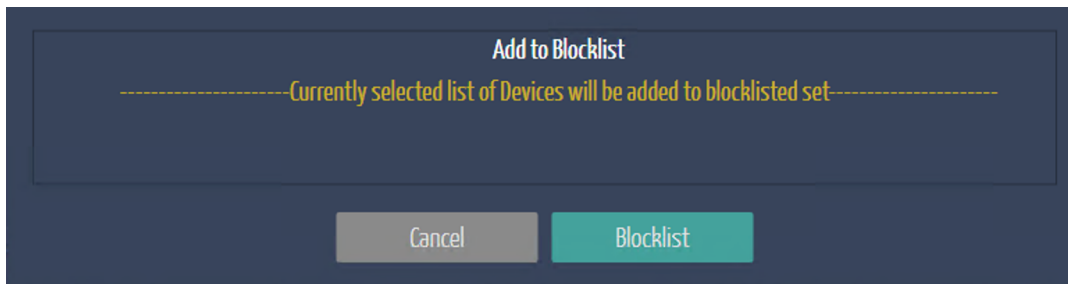 Add to Blocklist
----------------------Currently selected list of Devices will be added to blocklisted set----------------------
Cancel
Blocklist